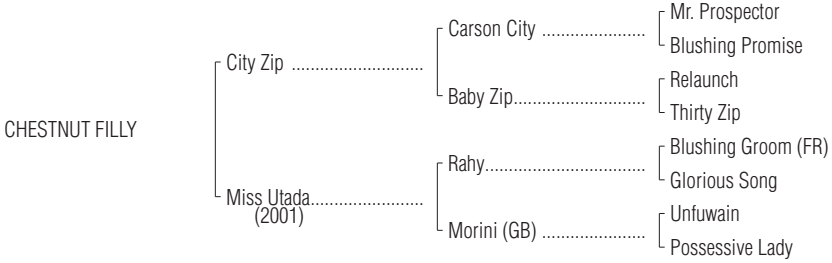 Mr. Prospector
Carson City ......................
Blushing Promise
City Zip ............................
Relaunch
Baby Zip............................
Thirty Zip
CHESTNUT FILLY
Blushing Groom (FR)
Rahy..................................
Glorious Song
Miss Utada........................
(2001)
Unfuwain
Morini (GB) ......................
Possessive Lady